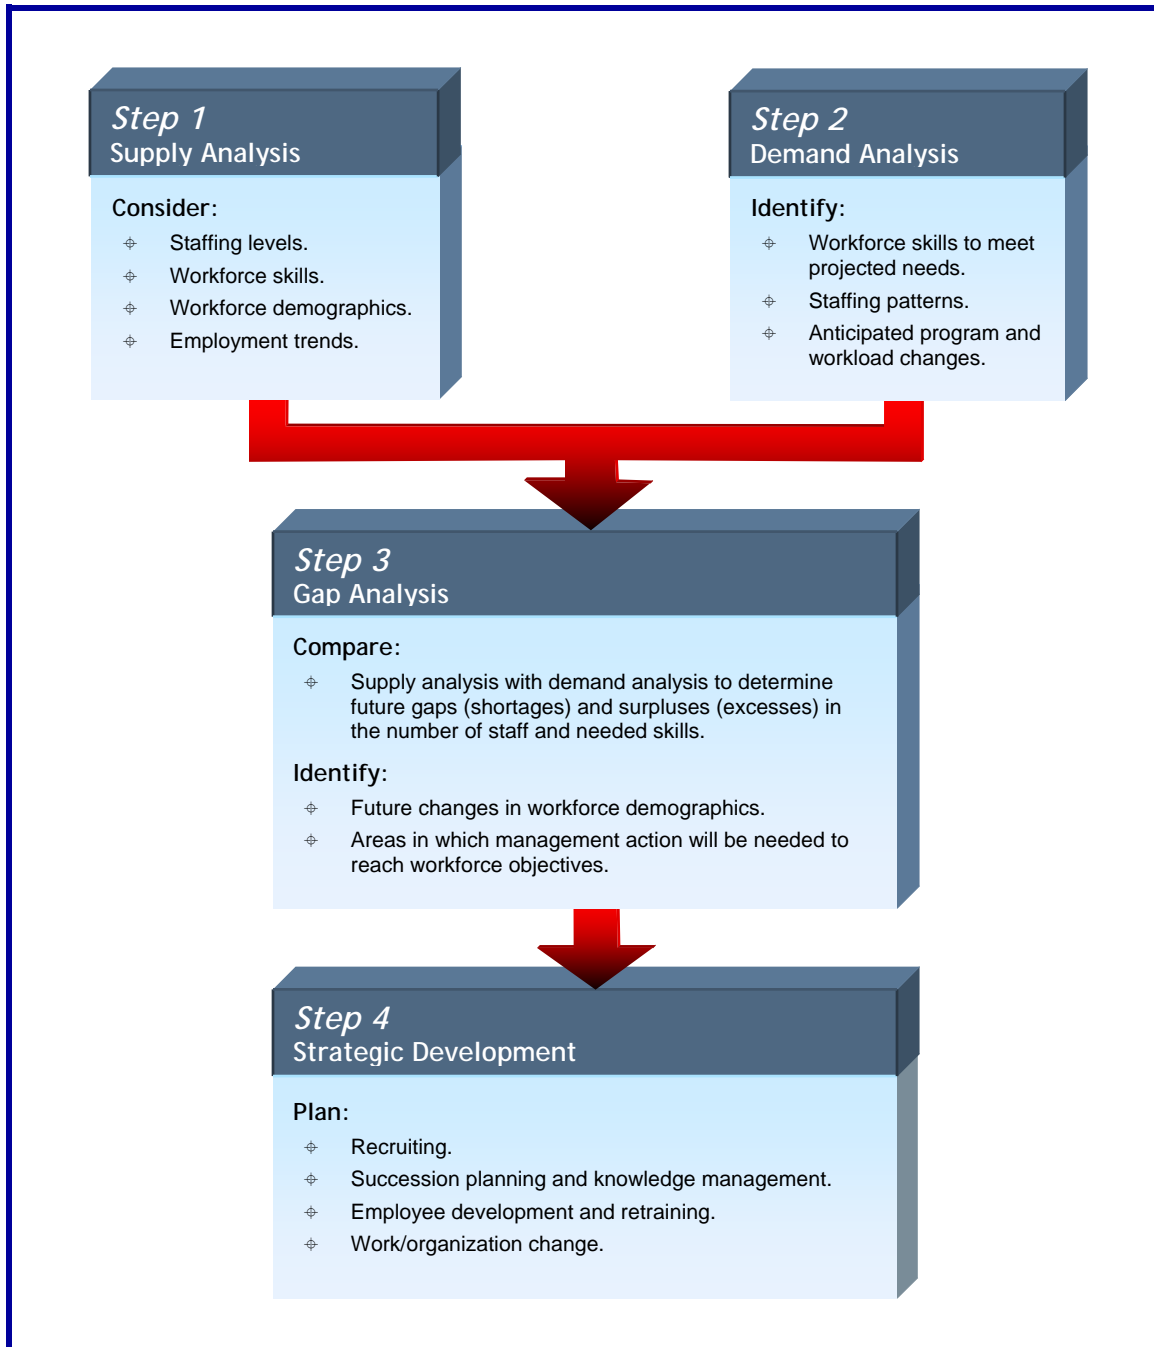 Step 1
Supply Analysis
Consider:
Staffing levels.
Workforce skills.
Workforce demographics.
Employment trends.
Step 2
Demand Analysis
Identify:
Workforce skills to meet
projected needs.
Staffing patterns.
Anticipated program and
workload changes.
Step 3
Gap Analysis
Compare:
Supply analysis with demand analysis to determine
future gaps (shortages) and surpluses (excesses) in
the number of staff and needed skills.
Identify:
Future changes in workforce demographics.
Areas in which management action will be needed to
reach workforce objectives.
Step 4
Strategic Development
Plan:
Recruiting.
Succession planning and knowledge management.
Employee development and retraining.
Work/organization change.